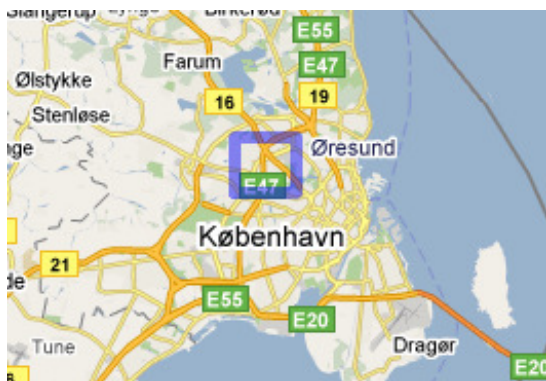 Slangerup
Birkerød
E55
Farum
E47
Ølstykke
16
19
Stenløse
Øresund
E47
København
21
E55
E20
Tune
Dragør
E20